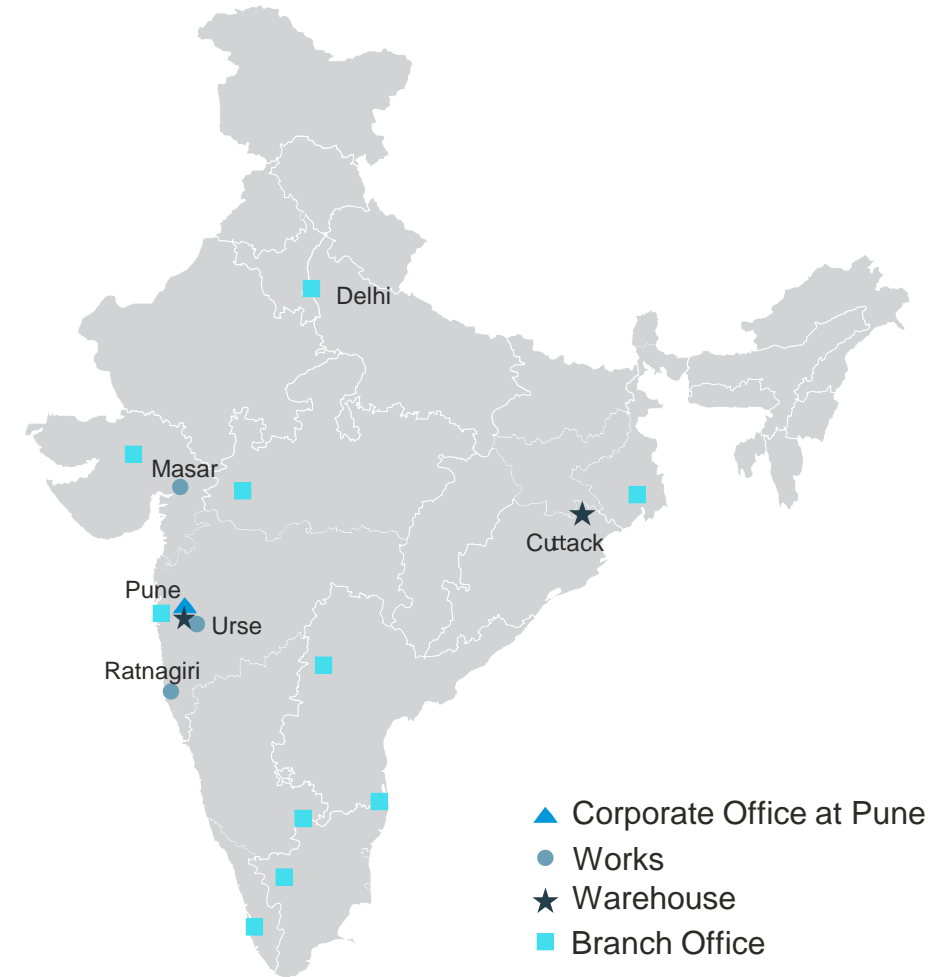 Delhi
Masar
Cuttack
Pune
Urse
Ratnagiri
Corporate Office at Pune
Works
Warehouse
Branch Office